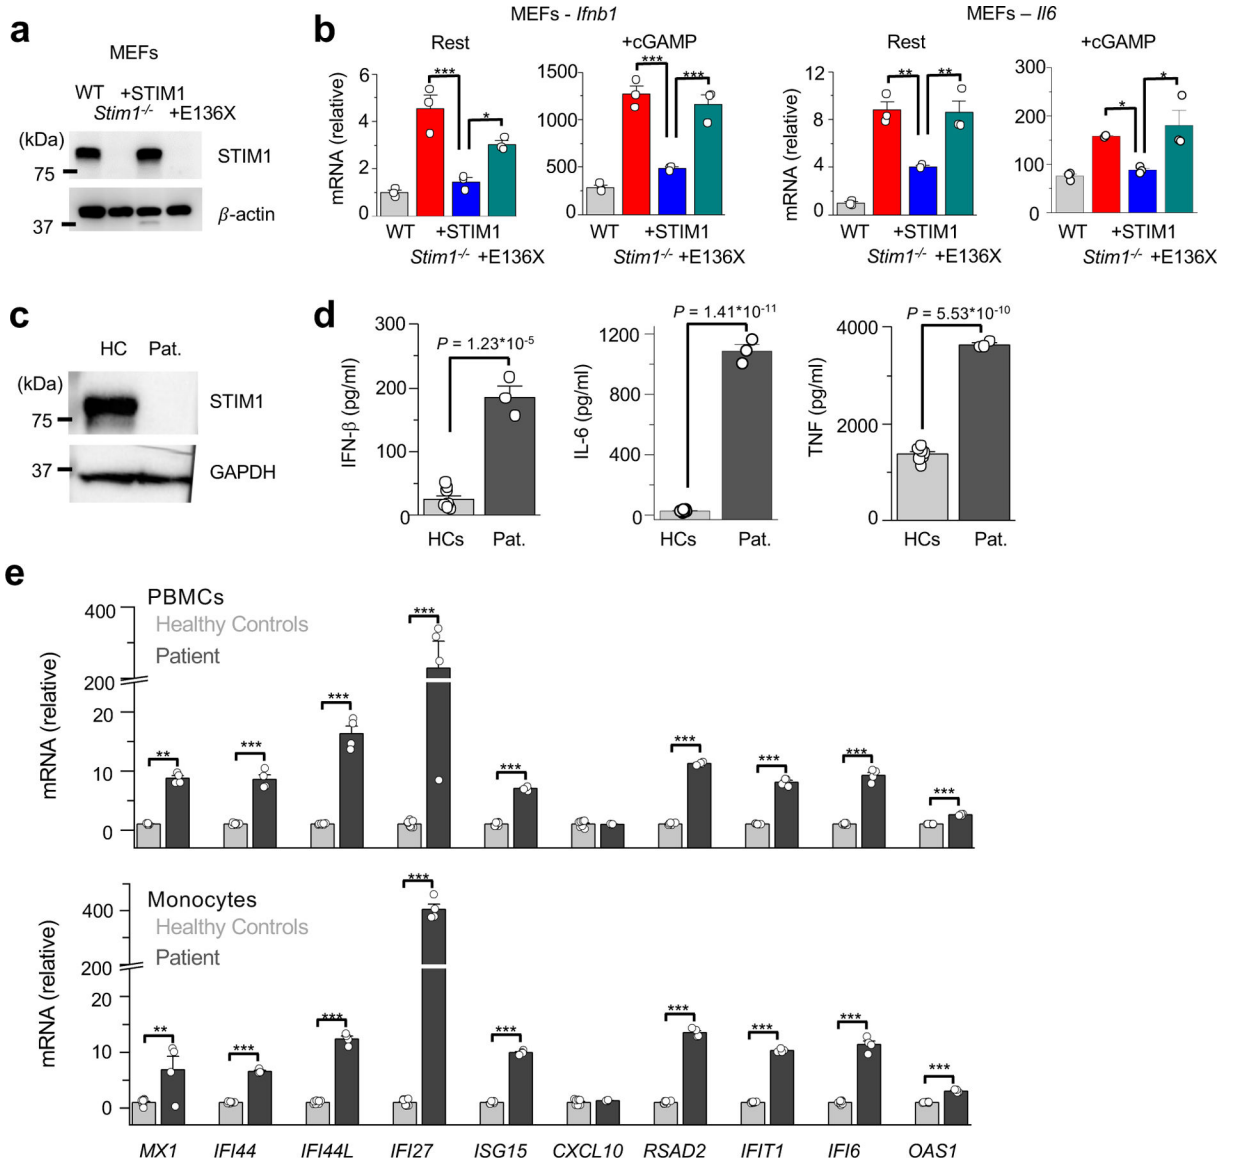 a
MEFs
WT +STIM1
Stim1-/- +E136X
(kDa)
75
STIM1
37
β-actin
b
MEFs - Ifnb1
Rest
+cGAMP
mRNA (relative)
6
4
2
0
1500
1000
500
0
***
*
***
***
WT +STIM1
Stim1-/- +E136X
WT +STIM1
Stim1-/- +E136X
MEFs – Il6
Rest
+cGAMP
mRNA (relative)
12
8
4
0
300
200
100
0
**
**
*
*
WT +STIM1
Stim1-/- +E136X
WT +STIM1
Stim1-/- +E136X
c
HC Pat.
(kDa)
75
STIM1
37
GAPDH
d
IFN-β (pg/ml)
300
200
100
0
P = 1.23*10-5
HCs Pat.
IL-6 (pg/ml)
1200
800
400
0
P = 1.41*10-11
HCs Pat.
TNF (pg/ml)
4000
2000
0
P = 5.53*10-10
HCs Pat.
e
PBMCs
Healthy Controls
Patient
mRNA (relative)
400
200
20
10
0
**
***
***
***
***
***
***
***
***
Monocytes
Healthy Controls
Patient
mRNA (relative)
400
200
20
10
0
**
***
***
***
***
***
***
***
***
MX1 IFI44 IFI44L IFI27 ISG15 CXCL10 RSAD2 IFIT1 IFI6 OAS1